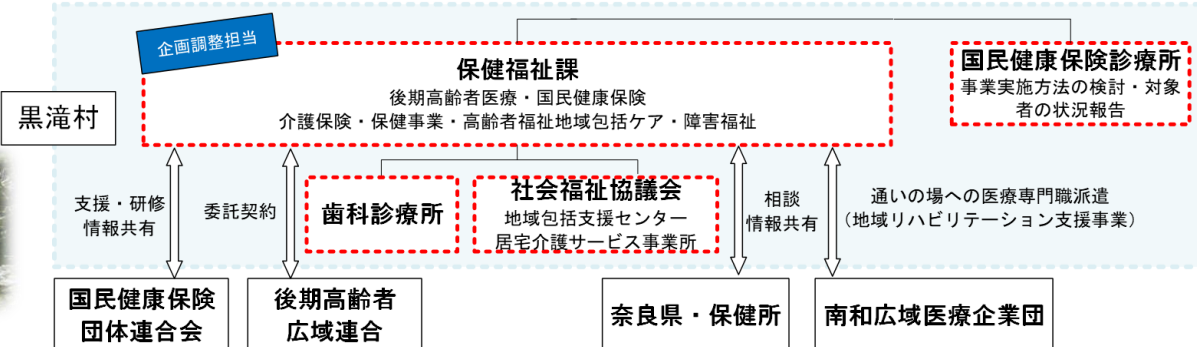 企画調整担当
保健福祉課
後期高齢者医療・国民健康保険
介護保険・保健事業・高齢者福祉地域包括ケア・障害福祉
国民健康保険診療所
事業実施方法の検討・対象
者の状況報告
黒滝村
支援・研修
情報共有
委託契約
歯科診療所
社会福祉協議会
地域包括支援センター
居宅介護サービス事業所
相談
情報共有
通いの場への医療専門職派遣
（地域リハビリテーション支援事業）
国民健康保険
団体連合会
後期高齢者
広域連合
奈良県・保健所
南和広域医療企業団